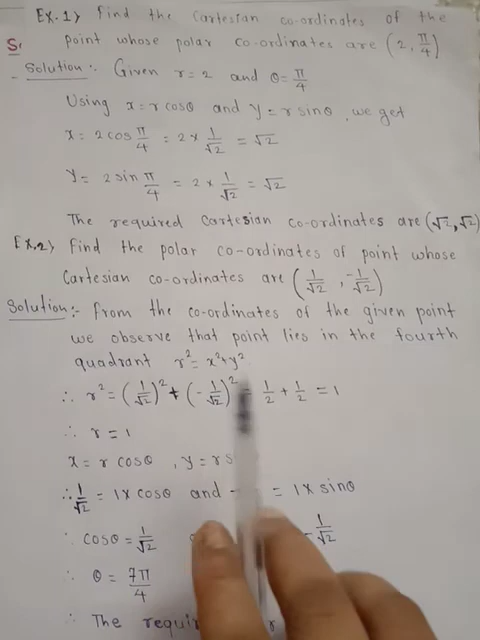 Ex.1) Find the Cartesian co-ordinates of the
point whose polar co-ordinates are (2, π/4)
Solution :- Given r = 2 and θ = π/4
Using x = r cosθ and y = r sinθ, we get
x = 2 cos π/4 = 2 × 1/√2 = √2
y = 2 sin π/4 = 2 × 1/√2 = √2
The required Cartesian co-ordinates are (√2, √2)
Ex.2) Find the polar co-ordinates of point whose
Cartesian co-ordinates are (1/√2, -1/√2)
Solution :- From the co-ordinates of the given point
we observe that point lies in the fourth
quadrant r² = x² + y²
∴ r² = (1/√2)² + (-1/√2)² = 1/2 + 1/2 = 1
∴ r = 1
x = r cosθ , y = r s
∴ 1/√2 = 1 × cosθ and - = 1 × sinθ
∴ cosθ = 1/√2 - 1/√2
∴ θ = 7π/4
∴ The requir